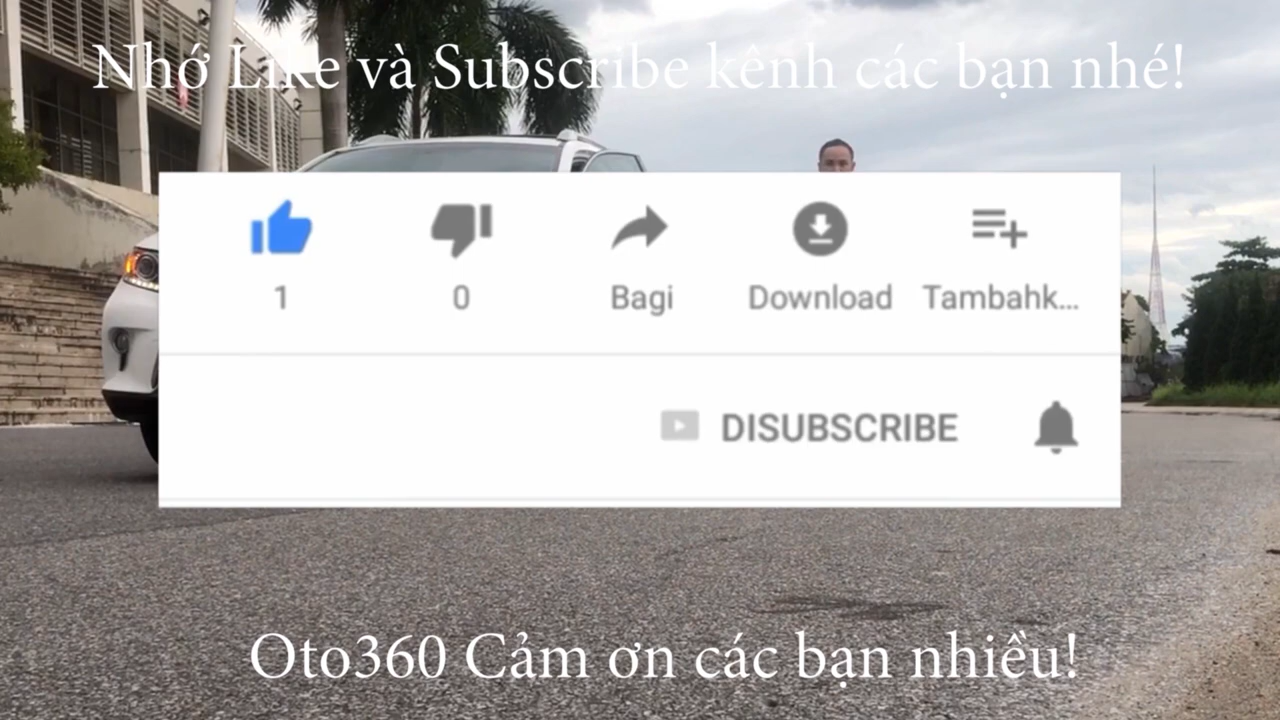 Nhớ Like và Subscribe kênh các bạn nhé!
1 0 Bagi Download Tambahk...
DISUBSCRIBE
Oto360 Cảm ơn các bạn nhiều!